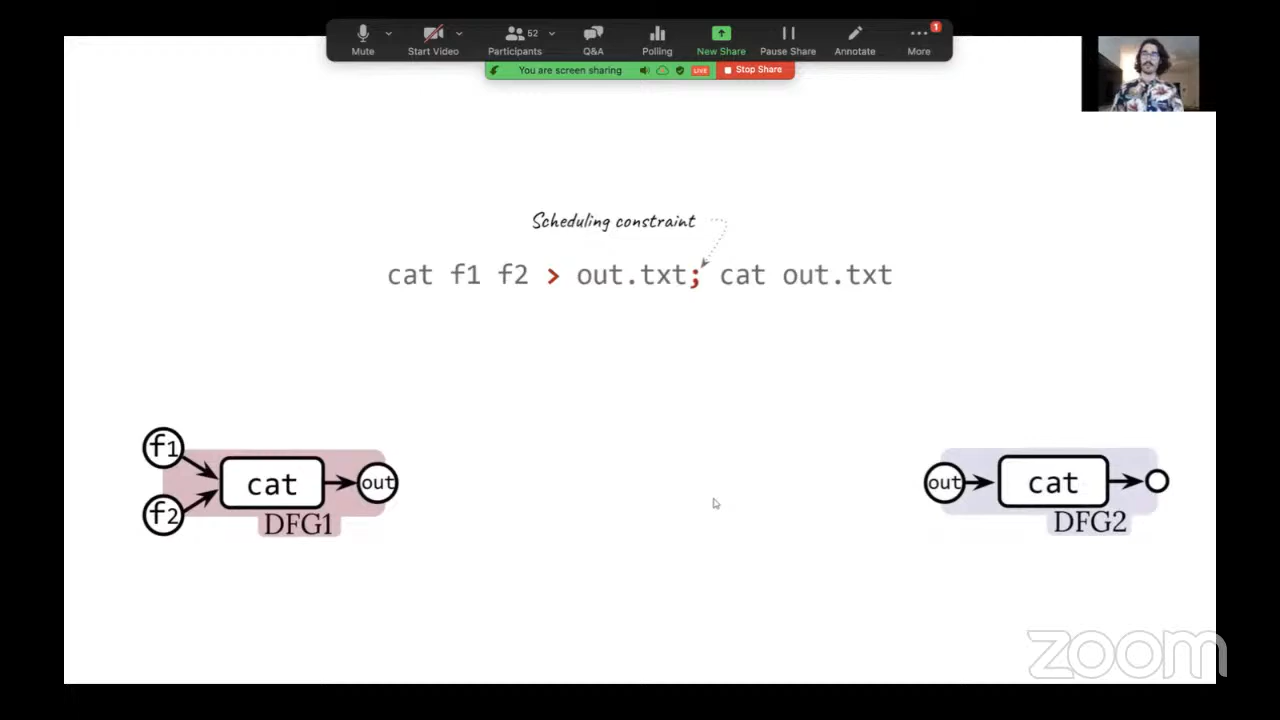 52
1
Mute
Start Video
Participants
Q&A
Polling
New Share
Pause Share
Annotate
More
You are screen sharing
LIVE
Stop Share
Scheduling constraint
cat f1 f2 > out.txt; cat out.txt
f1
cat
out
f2
DFG1
out
cat
DFG2
zoom